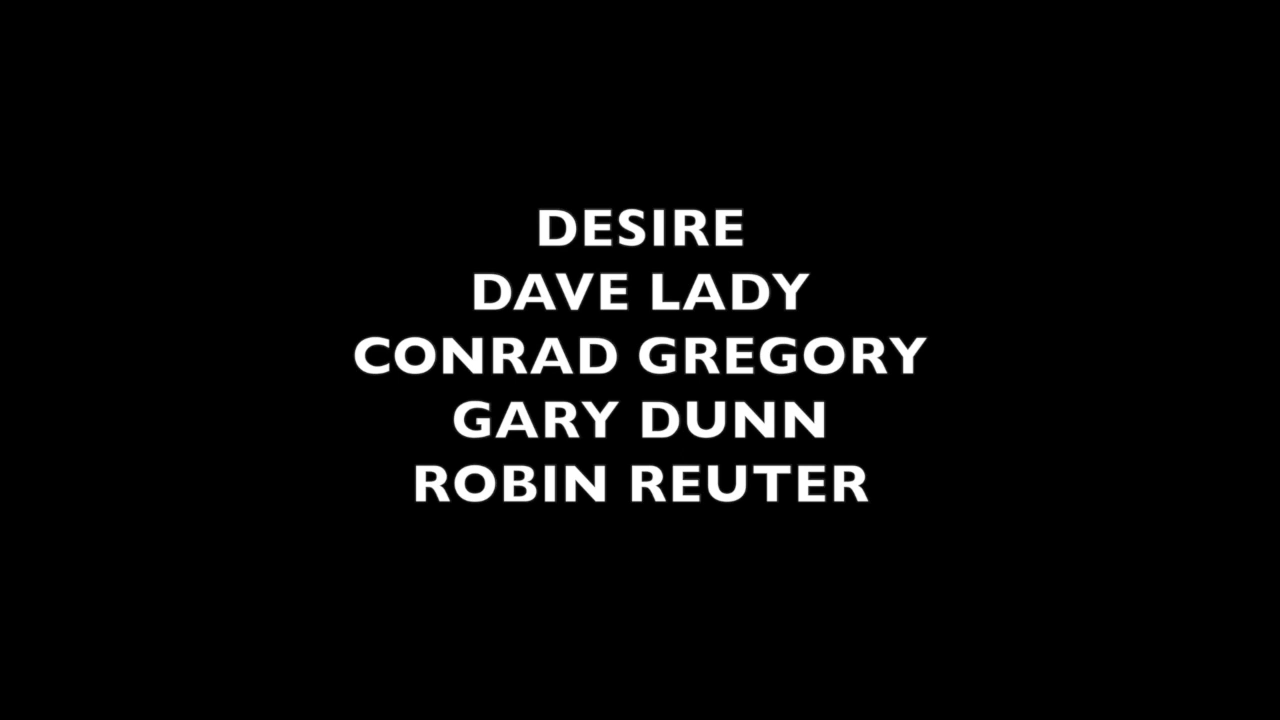 DESIRE
DAVE LADY
CONRAD GREGORY
GARY DUNN
ROBIN REUTER